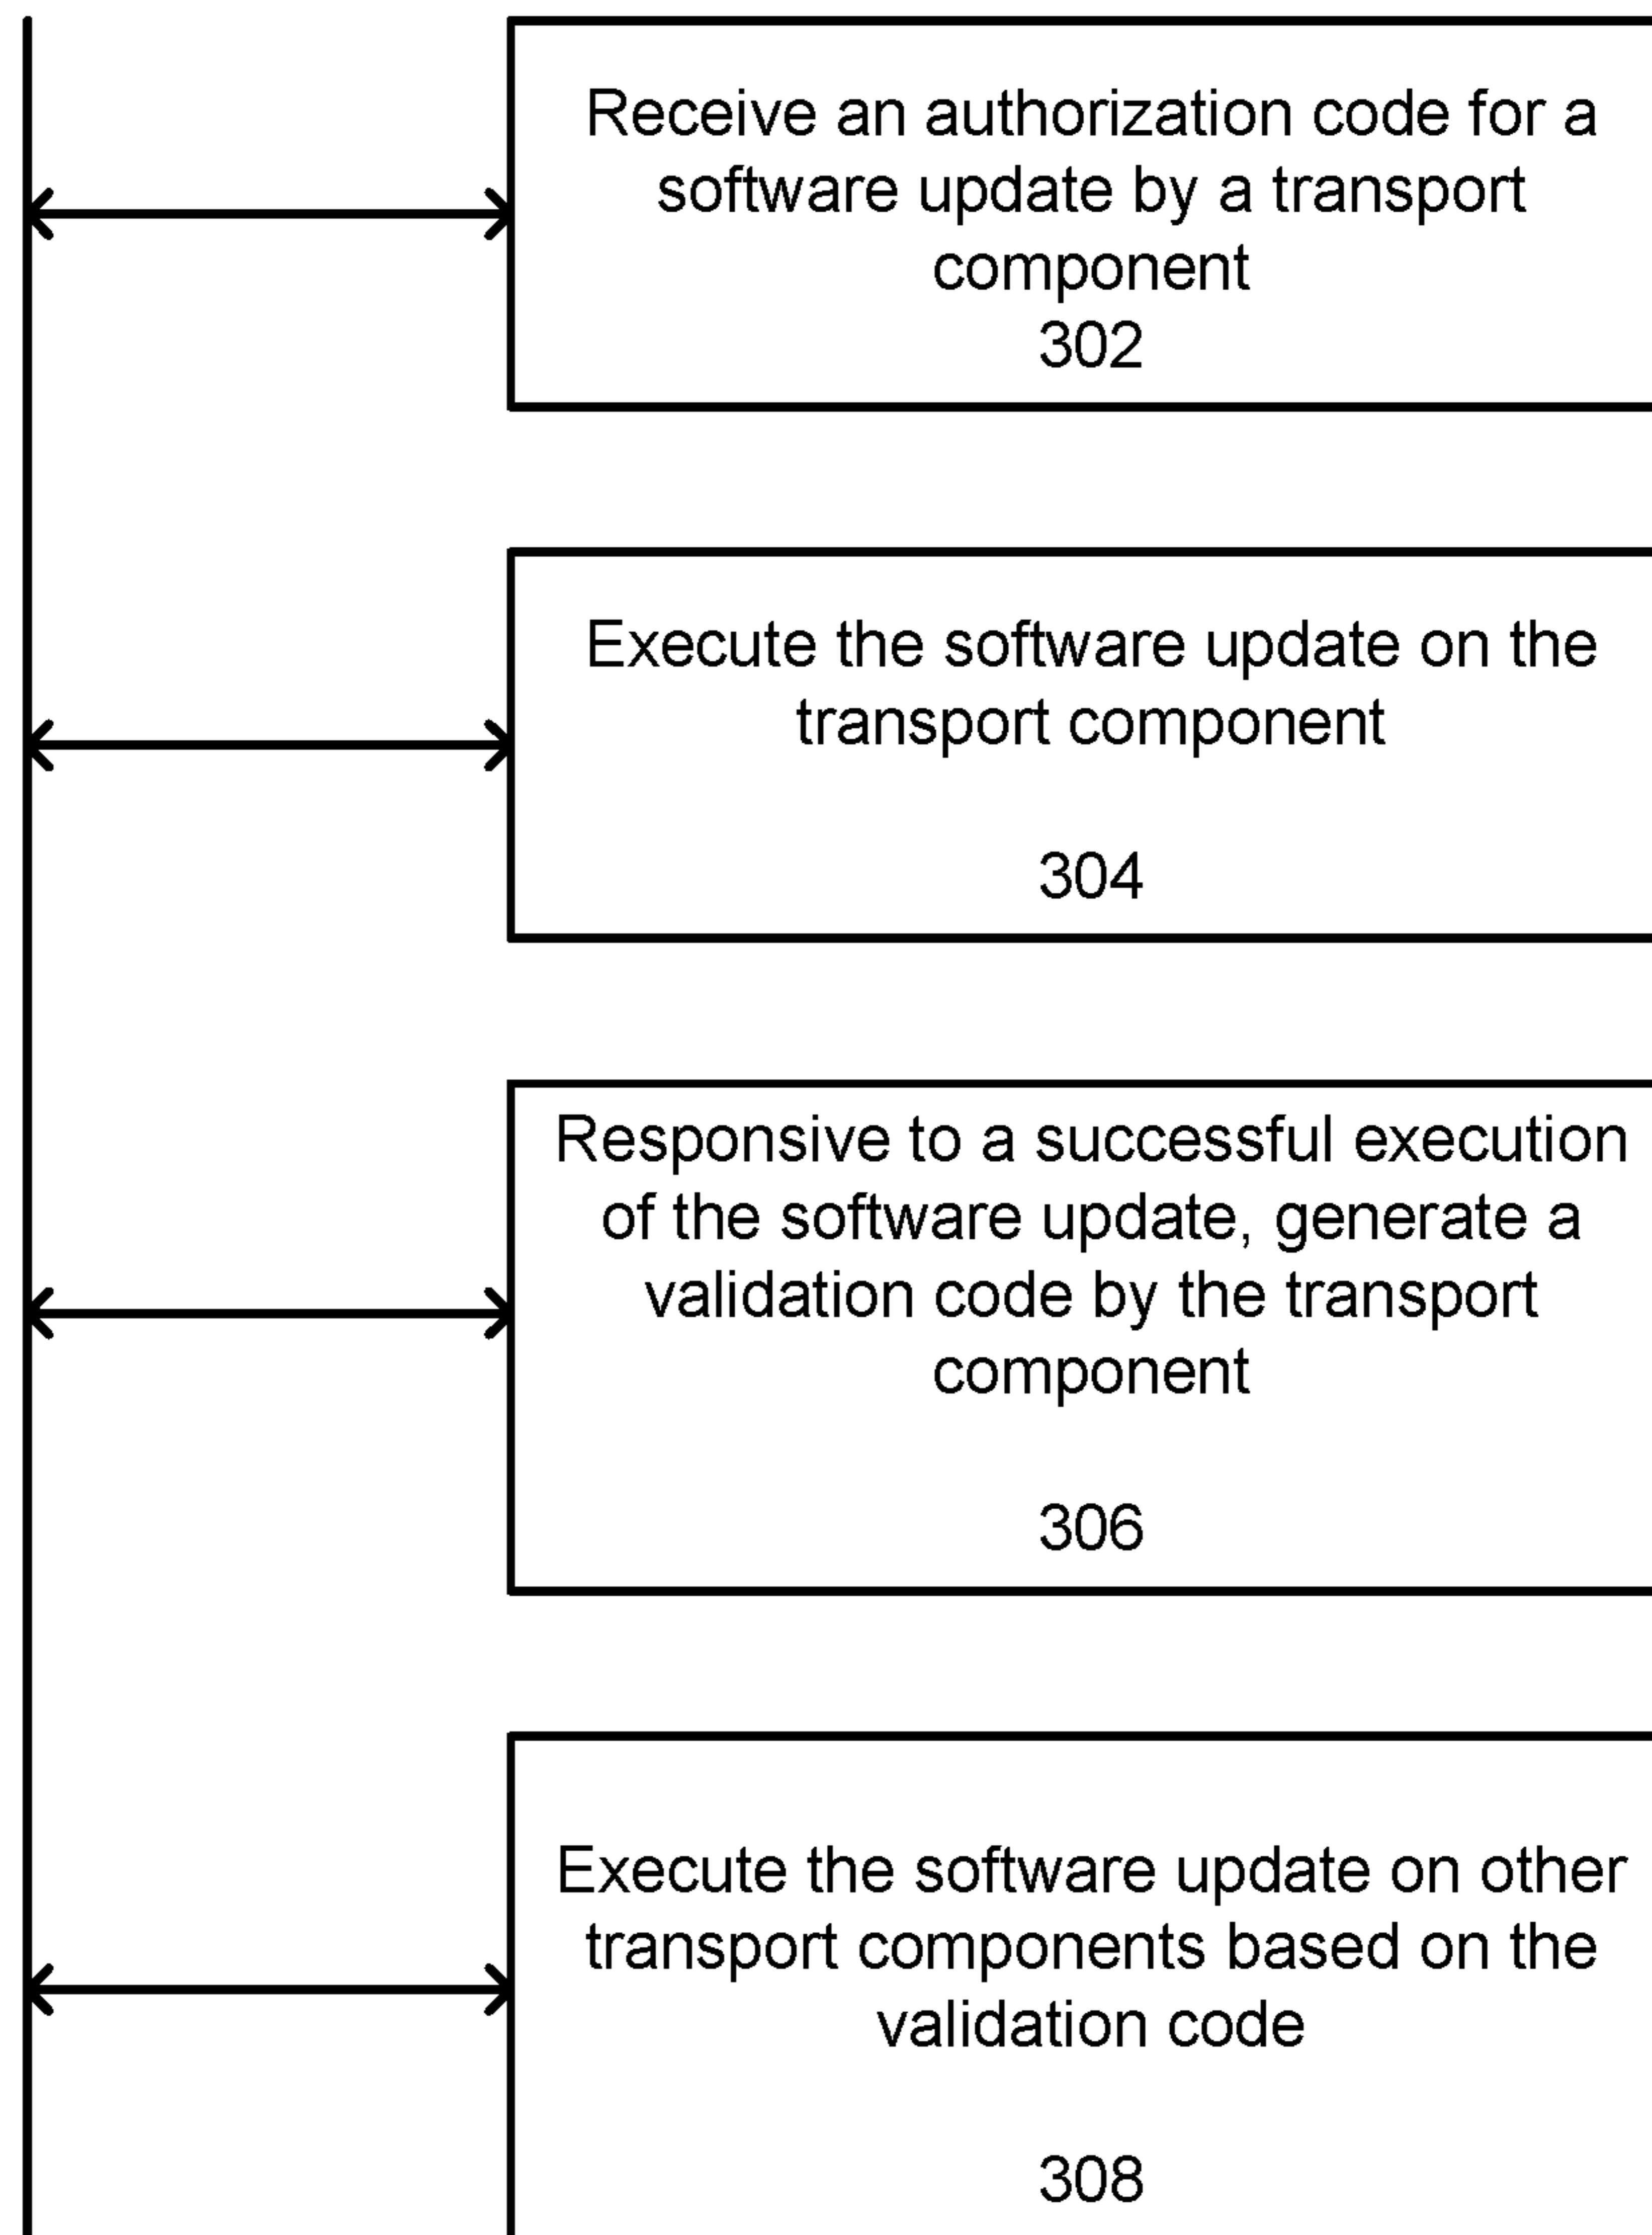 Receive an authorization code for a
software update by a transport
component
302
Execute the software update on the
transport component
304
Responsive to a successful execution
of the software update, generate a
validation code by the transport
component
306
Execute the software update on other
transport components based on the
validation code
308